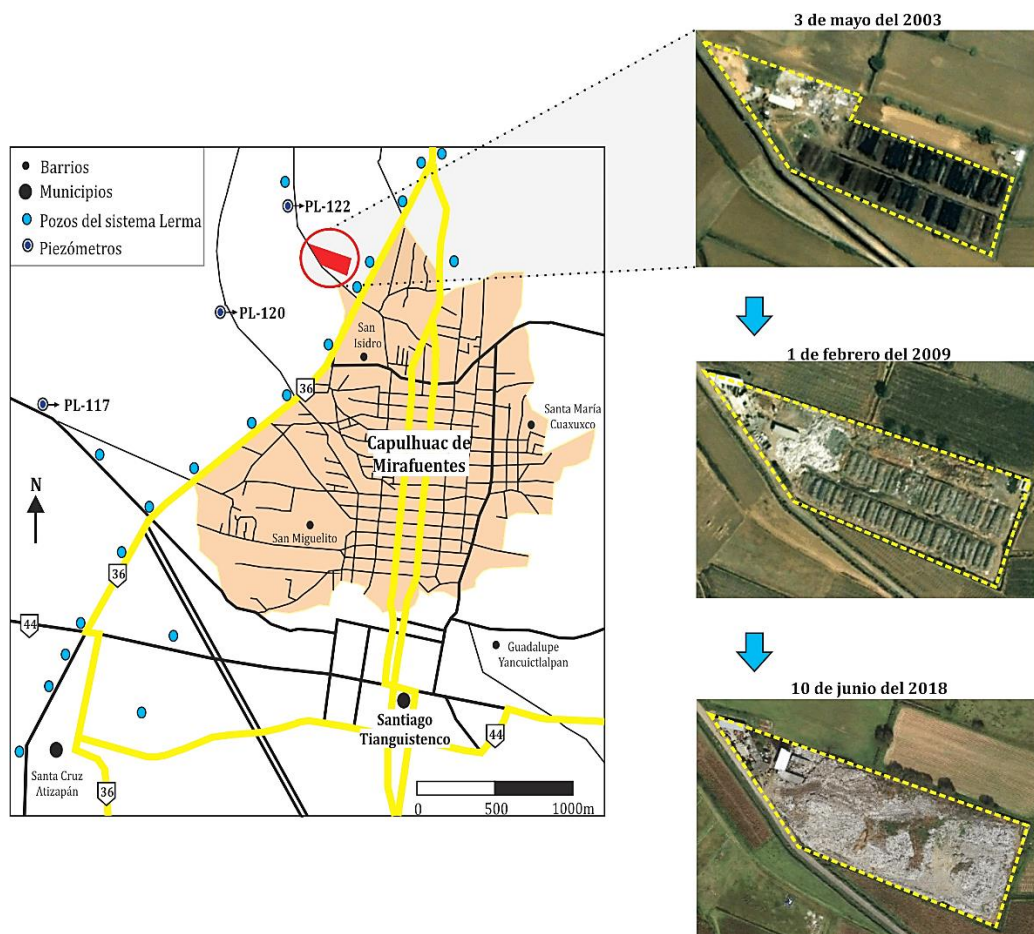 3 de mayo del 2003
Barrios
Municipios
Pozos del sistema Lerma
Piezómetros
PL-122
PL-120
PL-117
San
Isidro
36
Santa María
Cuaxuxco
Capulhuac de
Mirafuentes
N
San Miguelito
36
44
Guadalupe
Yancuictlalpan
Santiago
Tianguistenco
44
Santa Cruz
Atizapán
36
0 500 1000m
1 de febrero del 2009
10 de junio del 2018